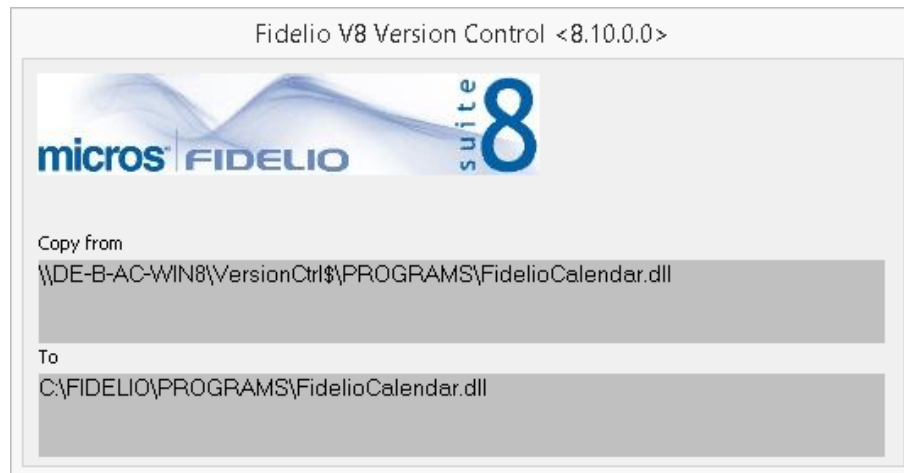 Fidelio V8 Version Control <8.10.0.0>
micros FIDELIO suite 8
Copy from
\\DE-B-AC-WIN8\VersionCtrl$\PROGRAMS\FidelioCalendar.dll
To
C:\FIDELIO\PROGRAMS\FidelioCalendar.dll